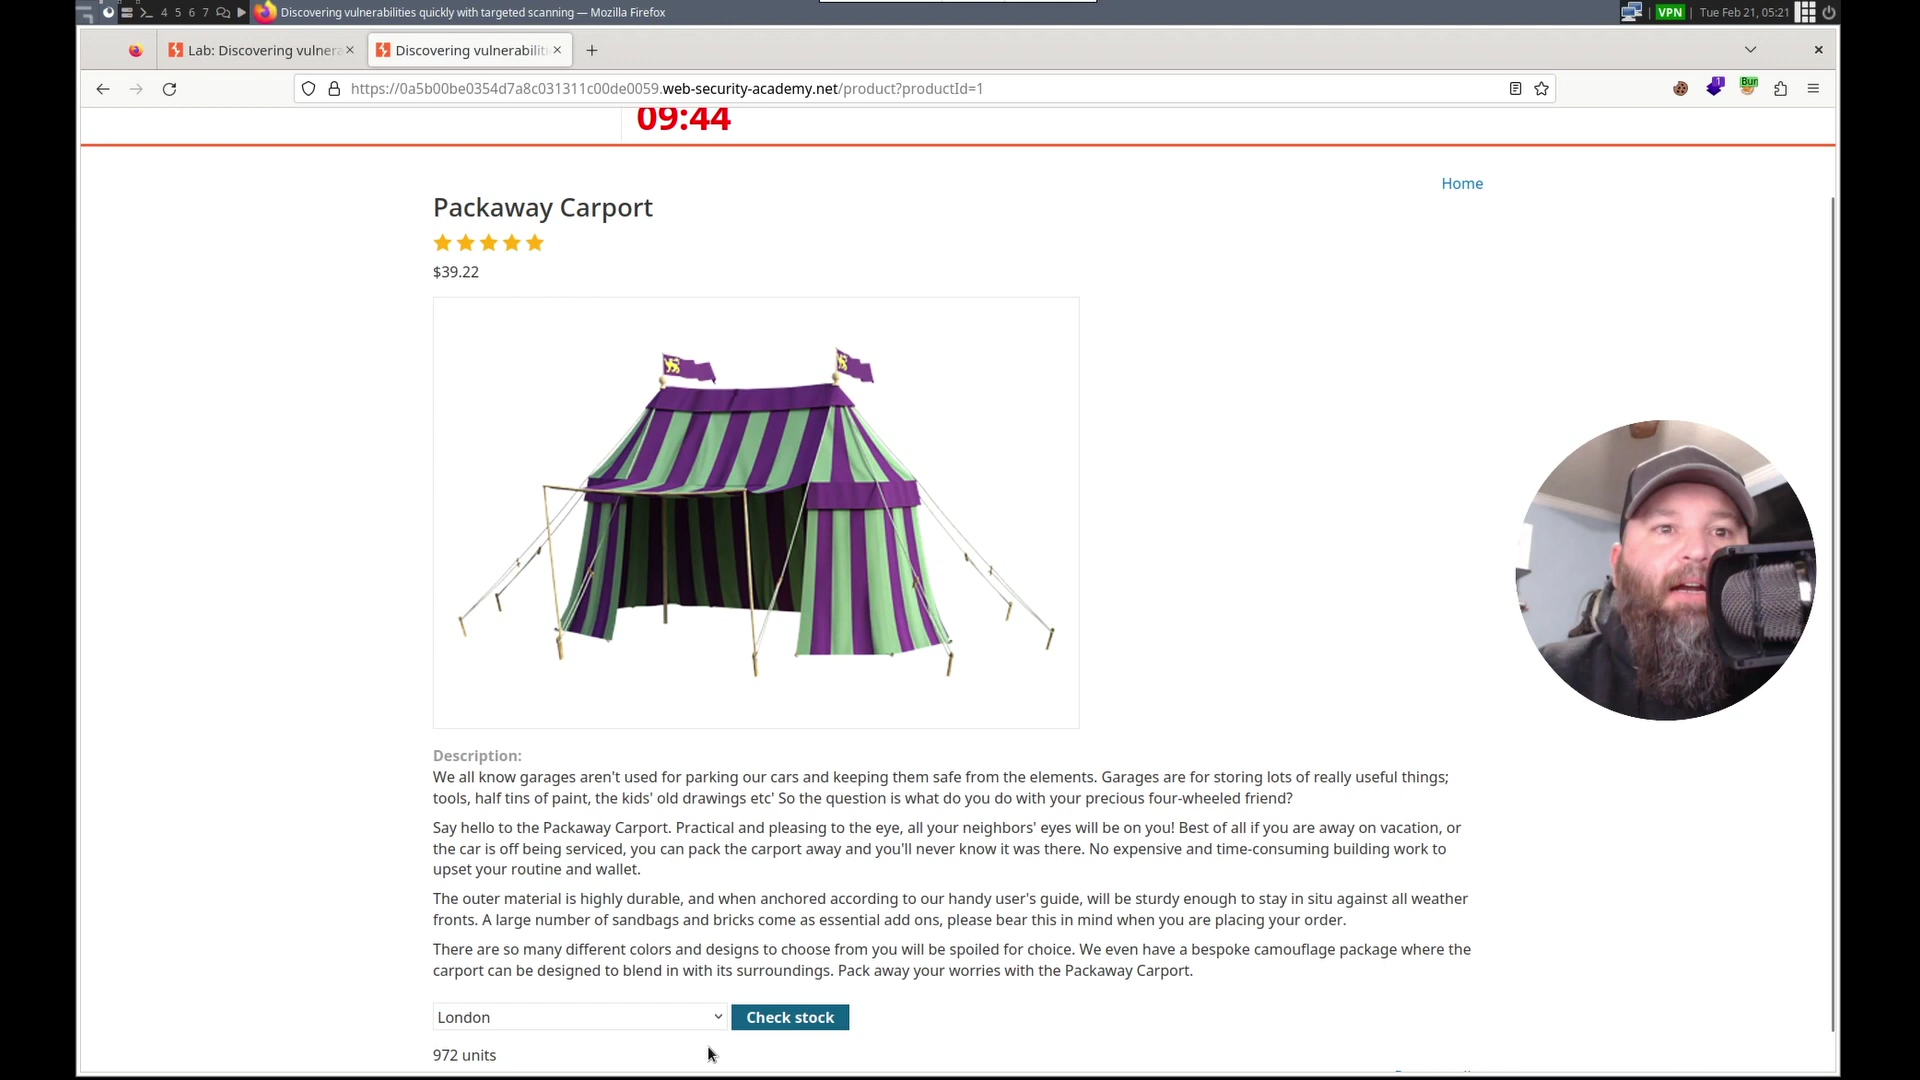 4 5 6 7
Discovering vulnerabilities quickly with targeted scanning — Mozilla Firefox
VPN
Tue Feb 21, 05:21
Lab: Discovering vulnera
Discovering vulnerabiliti
https://0a5b00be0354d7a8c031311c00de0059.web-security-academy.net/product?productId=1
1
Bur
09:44
Home
Packaway Carport
$39.22
Description:
We all know garages aren't used for parking our cars and keeping them safe from the elements. Garages are for storing lots of really useful things;
tools, half tins of paint, the kids' old drawings etc' So the question is what do you do with your precious four-wheeled friend?
Say hello to the Packaway Carport. Practical and pleasing to the eye, all your neighbors' eyes will be on you! Best of all if you are away on vacation, or
the car is off being serviced, you can pack the carport away and you'll never know it was there. No expensive and time-consuming building work to
upset your routine and wallet.
The outer material is highly durable, and when anchored according to our handy user's guide, will be sturdy enough to stay in situ against all weather
fronts. A large number of sandbags and bricks come as essential add ons, please bear this in mind when you are placing your order.
There are so many different colors and designs to choose from you will be spoiled for choice. We even have a bespoke camouflage package where the
carport can be designed to blend in with its surroundings. Pack away your worries with the Packaway Carport.
London
Check stock
972 units